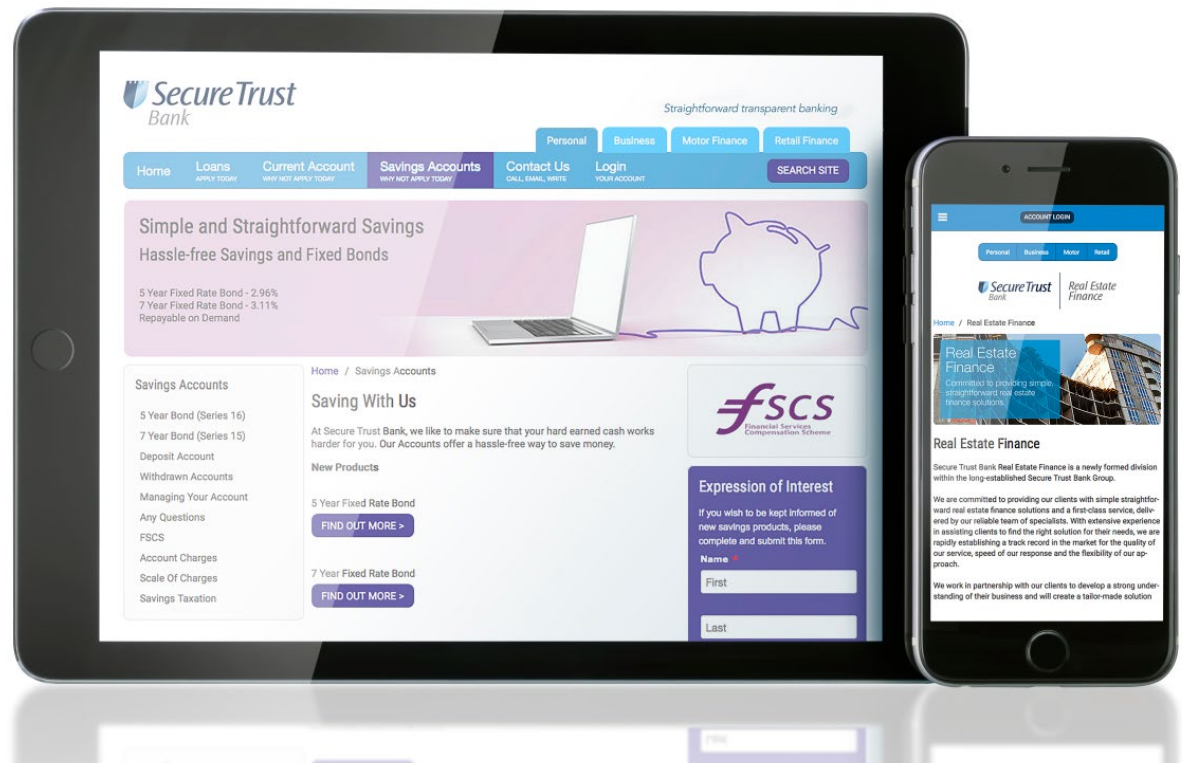 Secure Trust
Bank
Straightforward transparent banking
Personal
Business
Motor Finance
Retail Finance
Home
Loans
APPLY TODAY
Current Account
WHY NOT APPLY TODAY
Savings Accounts
WHY NOT APPLY TODAY
Contact Us
CALL, EMAIL, WRITE
Login
YOUR ACCOUNT
SEARCH SITE
Simple and Straightforward Savings
Hassle-free Savings and Fixed Bonds
5 Year Fixed Rate Bond - 2.96%
7 Year Fixed Rate Bond - 3.11%
Repayable on Demand
Savings Accounts
5 Year Bond (Series 16)
7 Year Bond (Series 15)
Deposit Account
Withdrawn Accounts
Managing Your Account
Any Questions
FSCS
Account Charges
Scale Of Charges
Savings Taxation
Home / Savings Accounts
Saving With Us
At Secure Trust Bank, we like to make sure that your hard earned cash works
harder for you. Our Accounts offer a hassle-free way to save money.
New Products
5 Year Fixed Rate Bond
FIND OUT MORE >
7 Year Fixed Rate Bond
FIND OUT MORE >
FSCS
Financial Services
Compensation Scheme
Expression of Interest
If you wish to be kept informed of
new savings products, please
complete and submit this form.
Name *
First
Last
ACCOUNT LOGIN
Personal
Business
Motor
Retail
Secure Trust
Bank
Real Estate
Finance
Home / Real Estate Finance
Real Estate
Finance
Committed to providing simple,
straightforward real estate
finance solutions
Real Estate Finance
Secure Trust Bank Real Estate Finance is a newly formed division
within the long-established Secure Trust Bank Group.
We are committed to providing our clients with simple straightfor-
ward real estate finance solutions and a first-class service, deliv-
ered by our reliable team of specialists. With extensive experience
in assisting clients to find the right solution for their needs, we are
rapidly establishing a track record in the market for the quality of
our service, speed of our response and the flexibility of our ap-
proach.
We work in partnership with our clients to develop a strong under-
standing of their business and will create a tailor-made solution